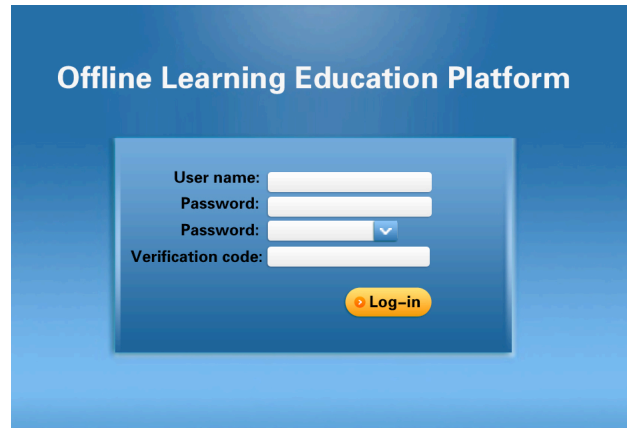 Offline Learning Education Platform
User name:
Password:
Password:
Verification code:
Log-in